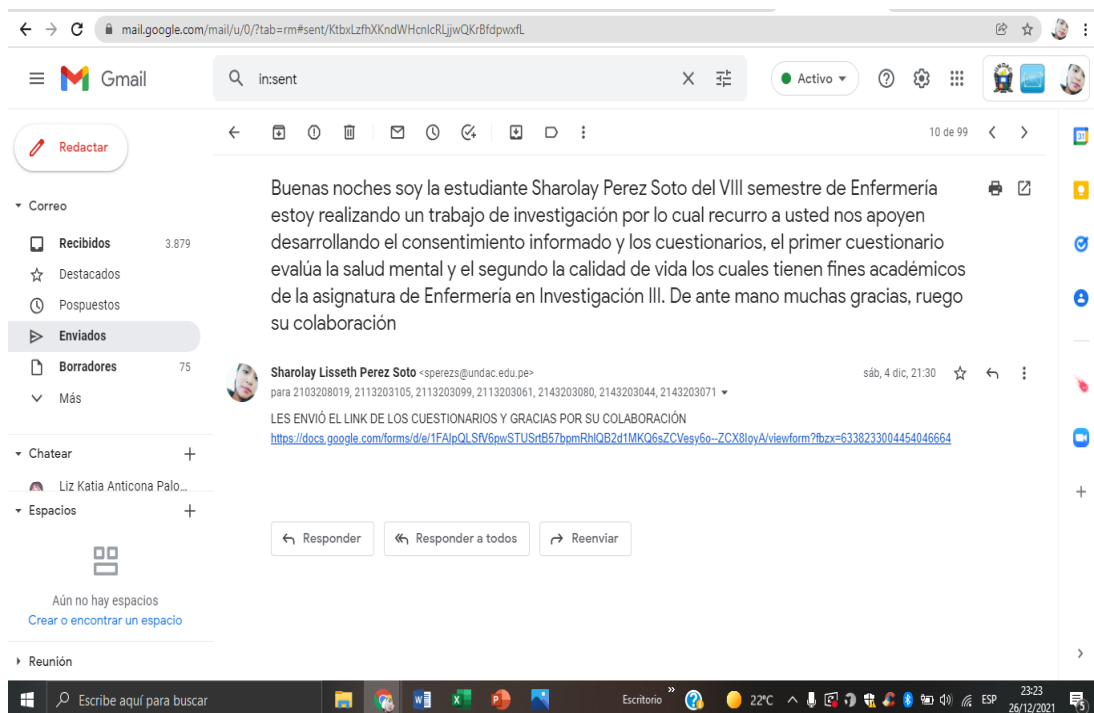 mail.google.com/mail/u/0/?tab=rm#sent/KtbxLzfhXKndWHcnlcRLjjwQKrBfdpwxfL
Gmail
in:sent
Activo
Redactar
10 de 99
Correo
Recibidos 3.879
Destacados
Pospuestos
Enviados
Borradores 75
Más
Chatear
Liz Katia Anticona Palo...
Espacios
Aún no hay espacios
Crear o encontrar un espacio
Reunión
Buenas noches soy la estudiante Sharolay Perez Soto del VIII semestre de Enfermería
estoy realizando un trabajo de investigación por lo cual recurro a usted nos apoyen
desarrollando el consentimiento informado y los cuestionarios, el primer cuestionario
evalúa la salud mental y el segundo la calidad de vida los cuales tienen fines académicos
de la asignatura de Enfermería en Investigación III. De ante mano muchas gracias, ruego
su colaboración
Sharolay Lisseth Perez Soto <sperezs@undac.edu.pe>
sáb, 4 dic, 21:30
para 2103208019, 2113203105, 2113203099, 2113203061, 2143203080, 2143203044, 2143203071
LES ENVIÓ EL LINK DE LOS CUESTIONARIOS Y GRACIAS POR SU COLABORACIÓN
https://docs.google.com/forms/d/e/1FAIpQLSfV6pwSTUSrtB57bpmRhlQB2d1MKQ6sZCVesy6o--ZCX8IoyA/viewform?fbzx=6338233004454046664
Responder
Responder a todos
Reenviar
31
Escribe aquí para buscar
Escritorio
22°C
ESP
23:23
26/12/2021
5